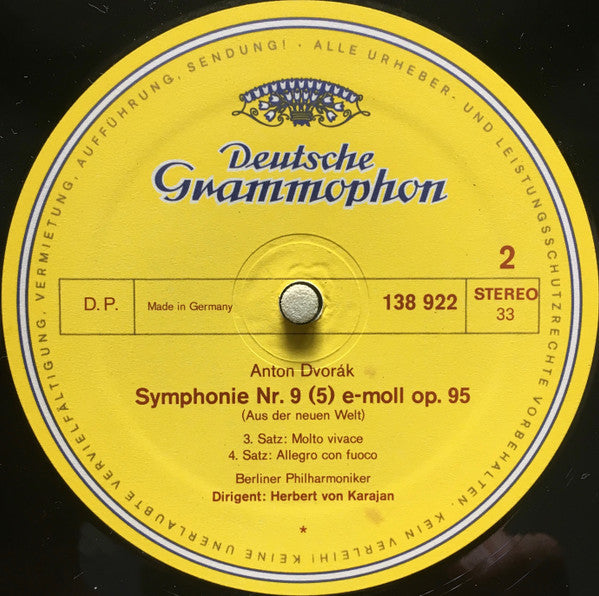 ALLE URHEBER- UND LEISTUNGSSCHUTZRECHTE VORBEHALTEN · KEIN VERLEIH! KEINE UNERLAUBTE VERVIELFÄLTIGUNG, VERMIETUNG, AUFFÜHRUNG, SENDUNG! ·
Deutsche
Grammophon
2
D.P.
Made in Germany
138 922
STEREO
33
Anton Dvorák
Symphonie Nr. 9 (5) e-moll op. 95
(Aus der neuen Welt)
3. Satz: Molto vivace
4. Satz: Allegro con fuoco
Berliner Philharmoniker
Dirigent: Herbert von Karajan
*